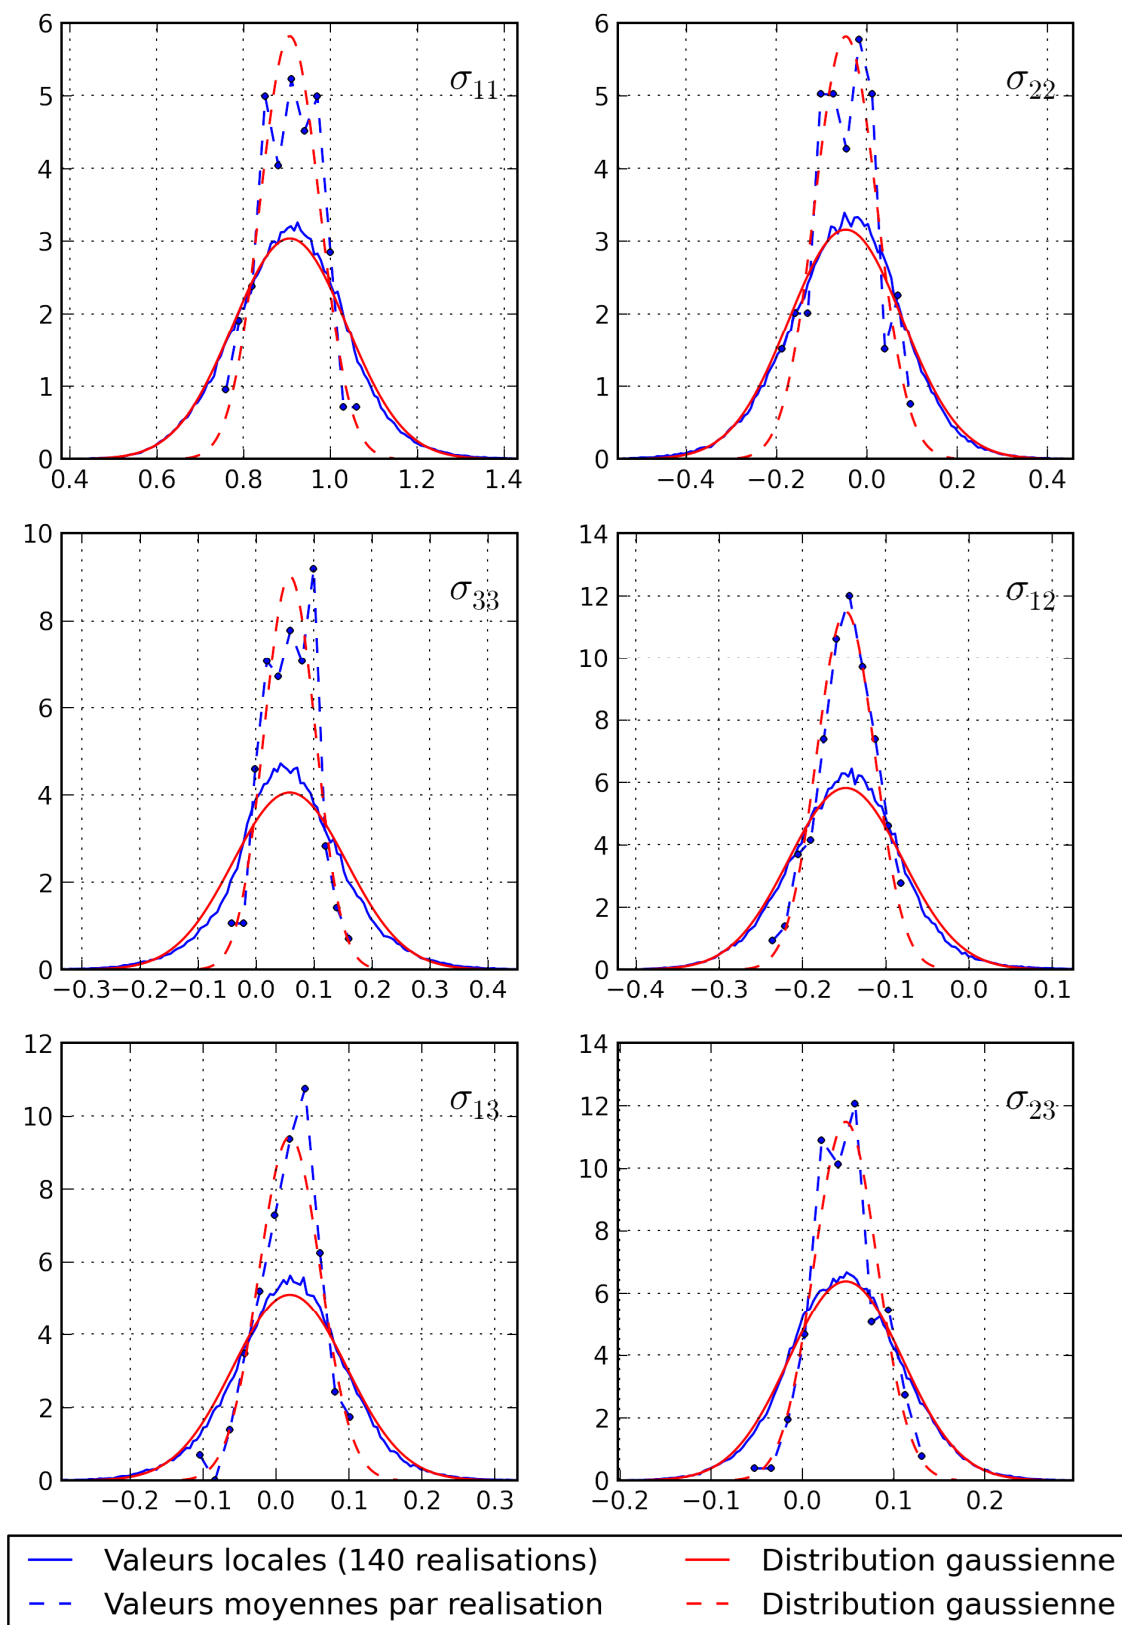 6
5
4
3
2
1
0
σ11
0.4 0.6 0.8 1.0 1.2 1.4
6
5
4
3
2
1
0
σ22
−0.4 −0.2 0.0 0.2 0.4
10
8
6
4
2
0
σ33
−0.3 −0.2 −0.1 0.0 0.1 0.2 0.3 0.4
14
12
10
8
6
4
2
0
σ12
−0.4 −0.3 −0.2 −0.1 0.0 0.1
12
10
8
6
4
2
0
σ13
−0.2 −0.1 0.0 0.1 0.2 0.3
14
12
10
8
6
4
2
0
σ23
−0.2 −0.1 0.0 0.1 0.2
Valeurs locales (140 realisations)
Valeurs moyennes par realisation
Distribution gaussienne
Distribution gaussienne